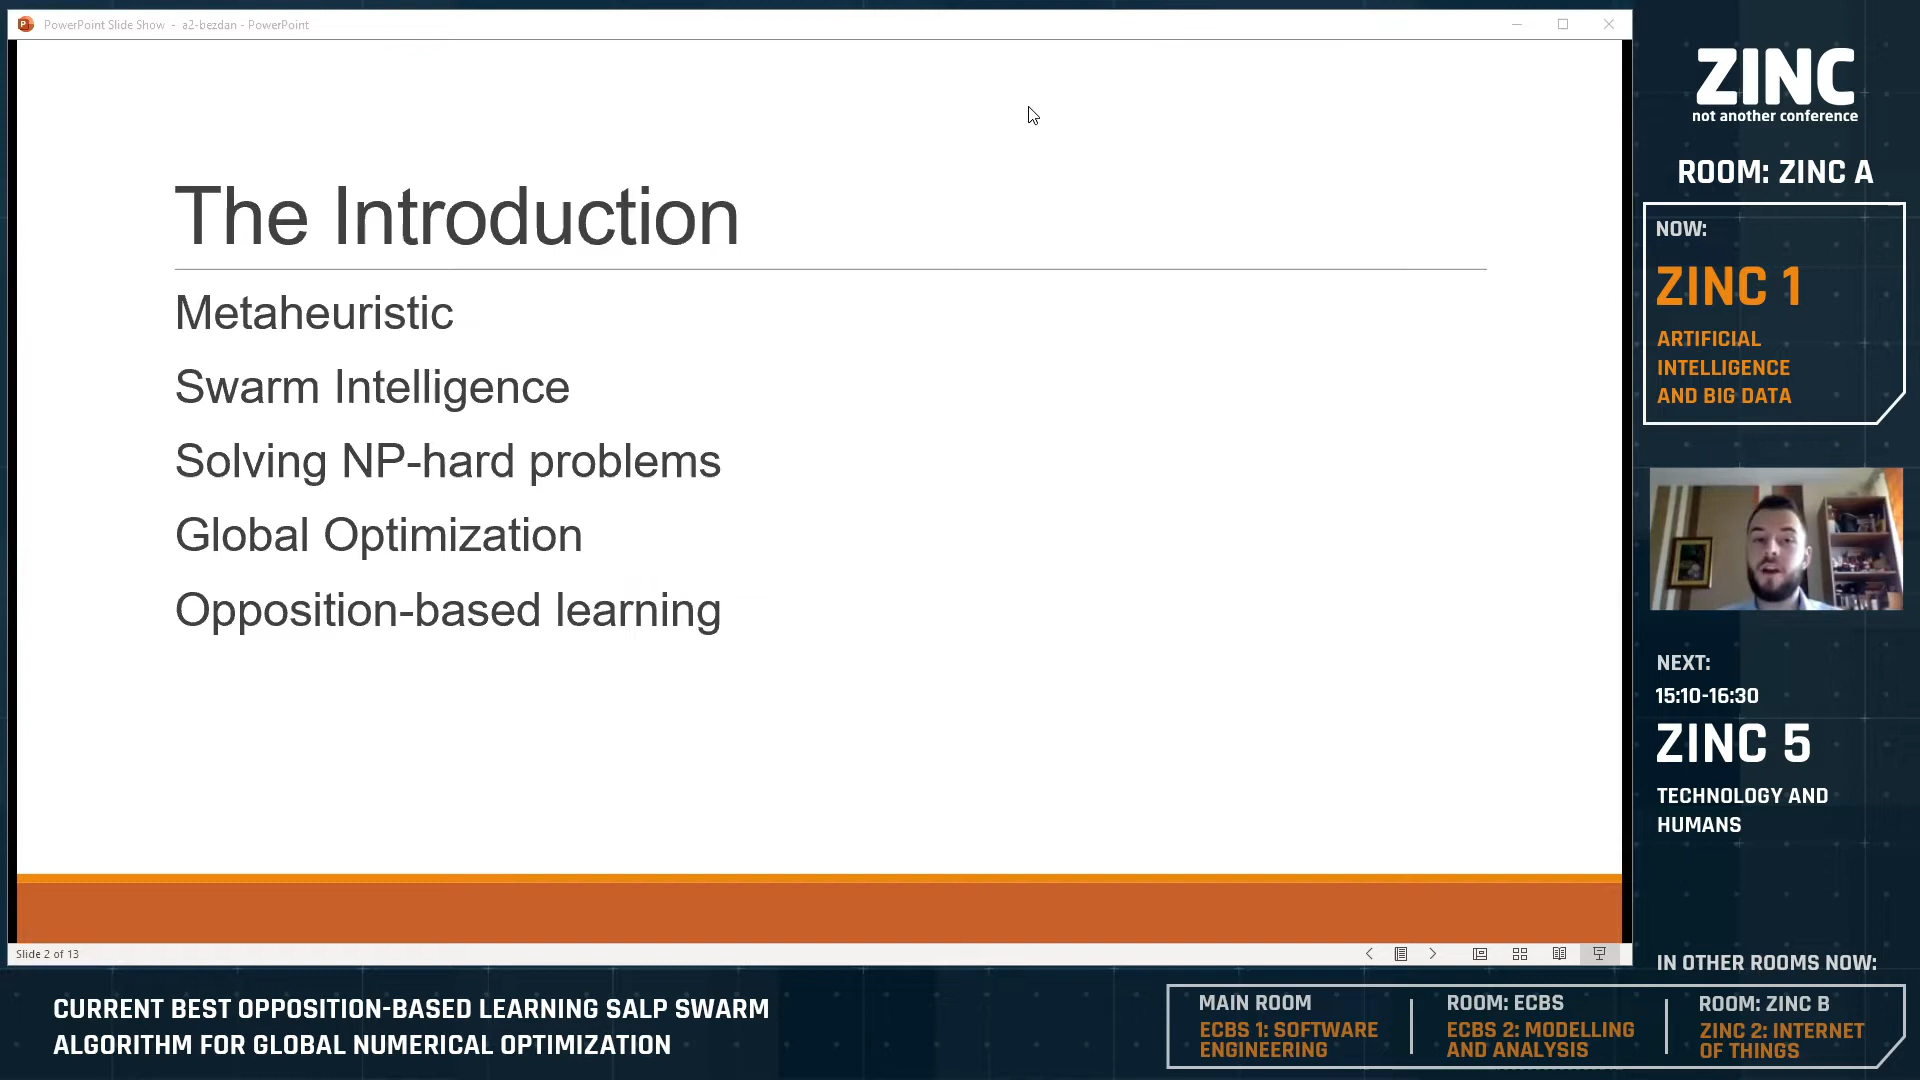 PowerPoint Slide Show - a2-bezdan - PowerPoint
The Introduction
Metaheuristic
Swarm Intelligence
Solving NP-hard problems
Global Optimization
Opposition-based learning
Slide 2 of 13
ZINC
not another conference
ROOM: ZINC A
NOW:
ZINC 1
ARTIFICIAL
INTELLIGENCE
AND BIG DATA
NEXT:
15:10-16:30
ZINC 5
TECHNOLOGY AND
HUMANS
IN OTHER ROOMS NOW:
CURRENT BEST OPPOSITION-BASED LEARNING SALP SWARM
ALGORITHM FOR GLOBAL NUMERICAL OPTIMIZATION
MAIN ROOM
ECBS 1: SOFTWARE
ENGINEERING
ROOM: ECBS
ECBS 2: MODELLING
AND ANALYSIS
ROOM: ZINC B
ZINC 2: INTERNET
OF THINGS